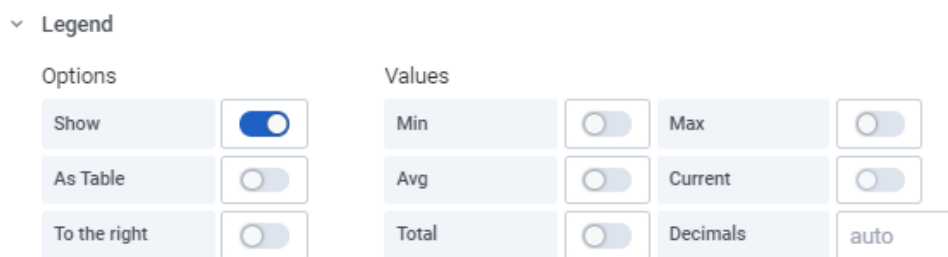 Legend
Options Values
Show Min Max
As Table Avg Current
To the right Total Decimals auto